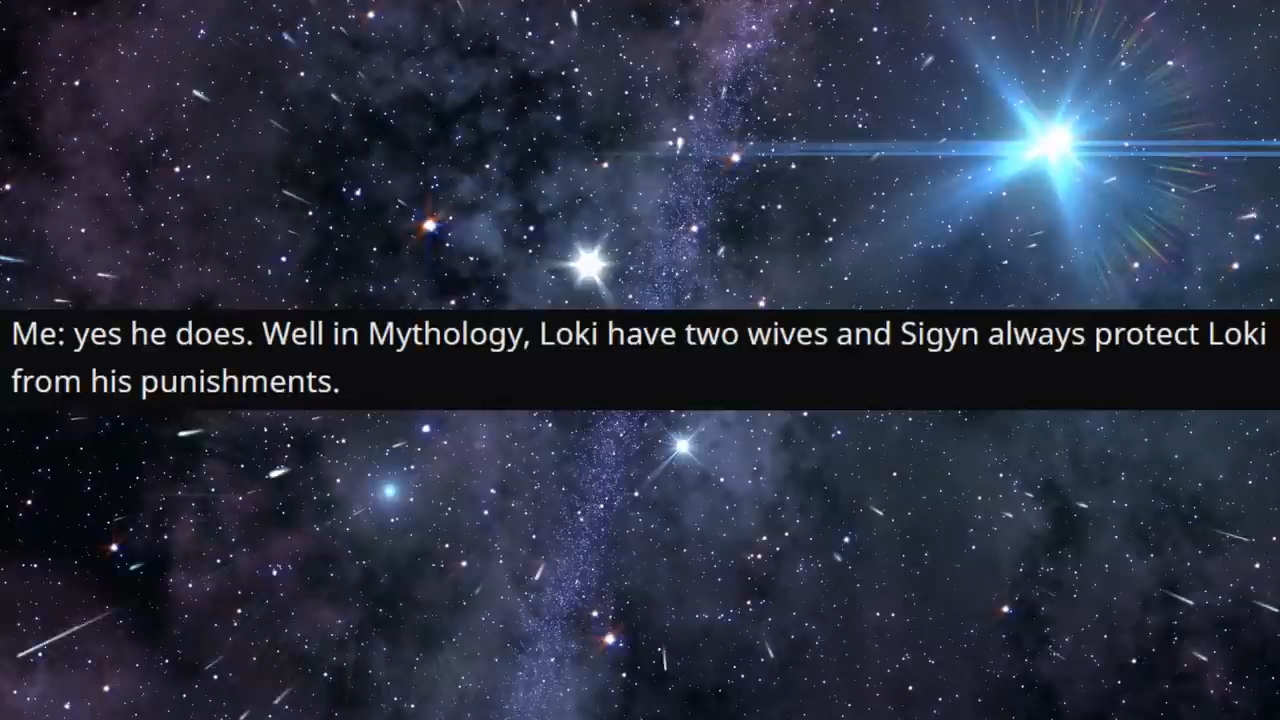 Me: yes he does. Well in Mythology, Loki have two wives and Sigyn always protect Loki
from his punishments.